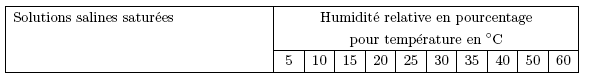 Solutions salines saturées
Humidité relative en pourcentage
pour température en °C
5 10 15 20 25 30 35 40 50 60